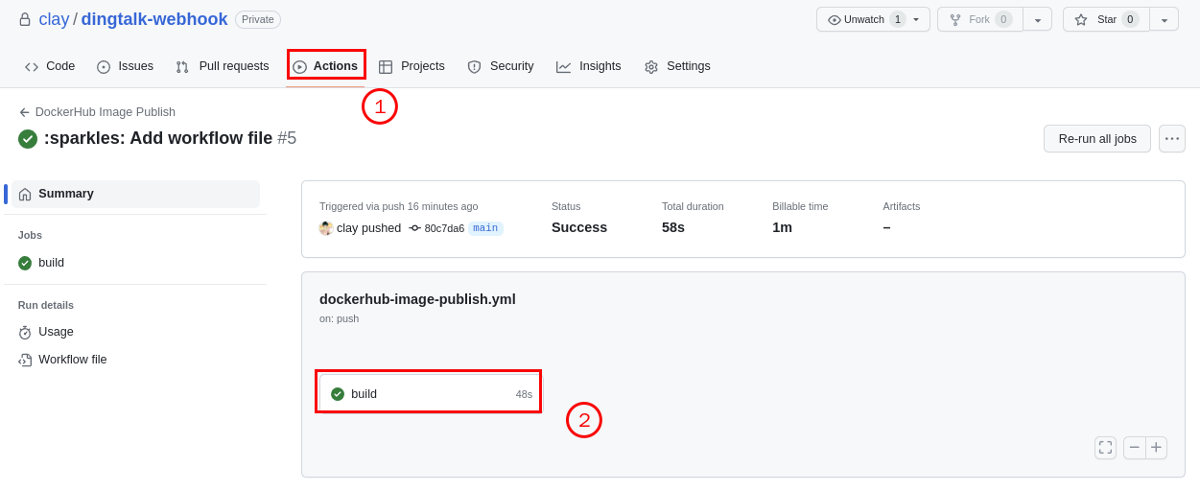 clay / dingtalk-webhook Private Unwatch 1 Fork 0 Star 0
Code Issues Pull requests Actions Projects Security Insights Settings
1
DockerHub Image Publish
:sparkles: Add workflow file #5
Re-run all jobs
Summary
Jobs
build
Run details
Usage
Workflow file
Triggered via push 16 minutes ago Status Total duration Billable time Artifacts
clay pushed 80c7da6 main Success 58s 1m –
dockerhub-image-publish.yml
on: push
build 48s
2